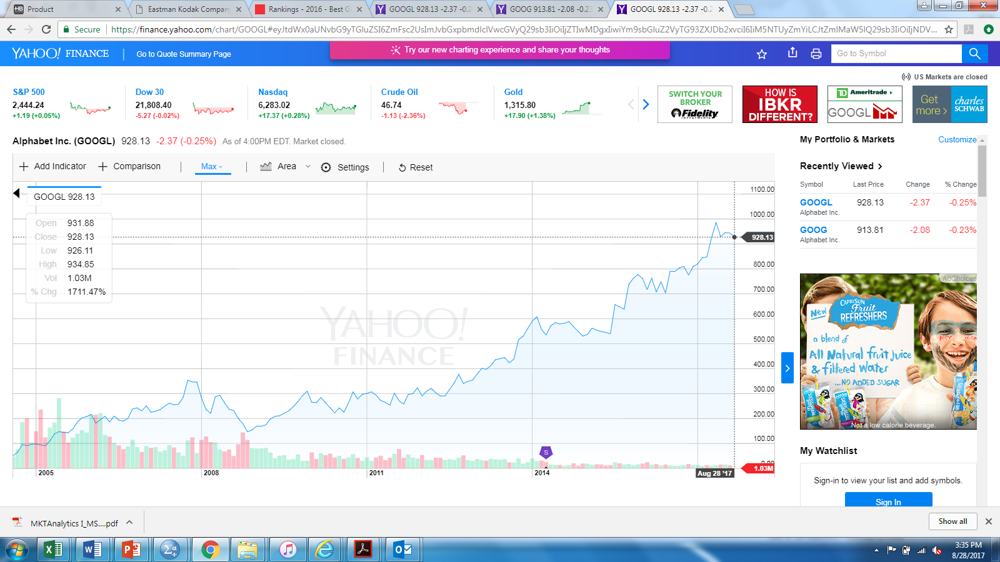 Product
Eastman Kodak Company
Rankings - 2016 - Best G
GOOGL 928.13 -2.37 -0.2
GOOG 913.81 -2.08 -0.23
GOOGL 928.13 -2.37 -0.2
Secure
YAHOO! FINANCE
Go to Quote Summary Page
Try our new charting experience and share your thoughts
Go to Symbol
US Markets are closed
S&P 500
2,444.24
+1.19 (+0.05%)
Dow 30
21,808.40
-5.27 (-0.02%)
Nasdaq
6,283.02
+17.37 (+0.28%)
Crude Oil
46.74
-1.13 (-2.36%)
Gold
1,315.80
+17.90 (+1.38%)
SWITCH YOUR
BROKER
Fidelity
HOW IS
IBKR
DIFFERENT?
TD Ameritrade
GOOGL
Get
more >
charles
SCHWAB
Alphabet Inc. (GOOGL) 928.13 -2.37 (-0.25%) As of 4:00PM EDT. Market closed.
Add Indicator
Comparison
Max
Area
Settings
Reset
GOOGL 928.13
Open 931.88
Close 928.13
Low 926.11
High 934.85
Vol 1.03M
% Chg 1711.47%
YAHOO!
FINANCE
1100.00
1000.00
928.13
800.00
700.00
600.00
500.00
400.00
300.00
200.00
100.00
0.00
1.03M
S
2005
2008
2011
2014
Aug 28 '17
My Portfolio & Markets
Customize
Recently Viewed >
Symbol Last Price Change % Change
GOOGL 928.13 -2.37 -0.25%
Alphabet Inc.
GOOG 913.81 -2.08 -0.23%
Alphabet Inc.
AdChoices
New
CAPRISUN
Fruit
REFRESHERS
a blend of
All Natural fruit juice
& filtered water
...NO ADDED SUGAR
Not a low calorie beverage.
My Watchlist
Sign-in to view your list and add symbols.
Sign In
MKTAnalytics I_MS....pdf
Show all
3:35 PM
8/28/2017